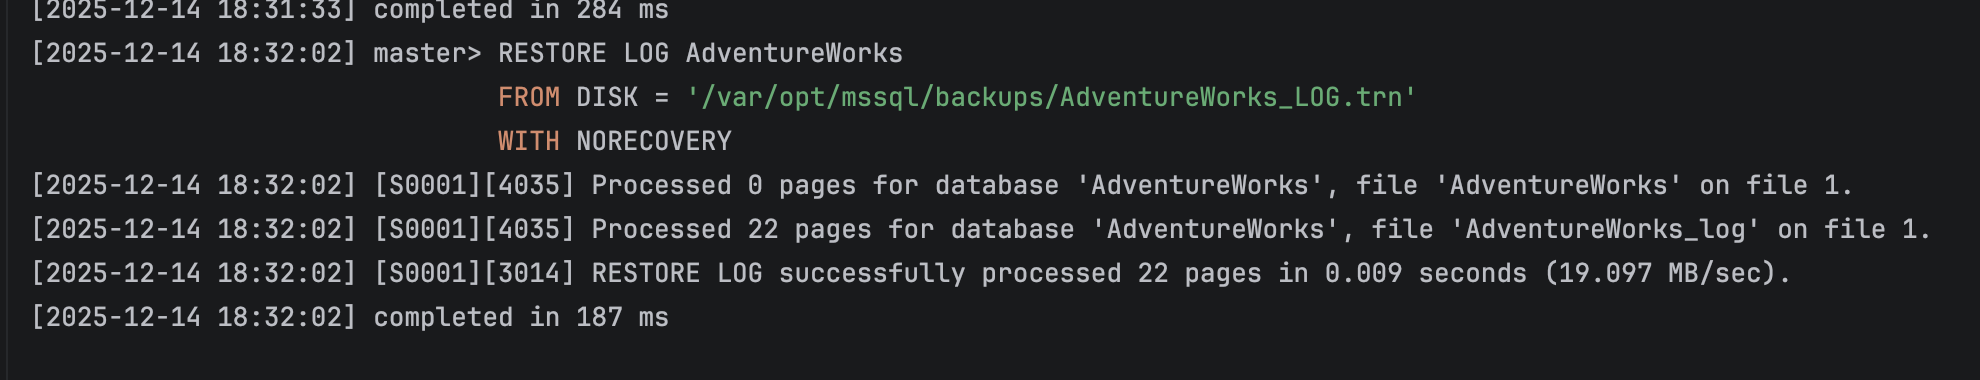 [2025-12-14 18:31:33] completed in 284 ms
[2025-12-14 18:32:02] master> RESTORE LOG AdventureWorks
FROM DISK = '/var/opt/mssql/backups/AdventureWorks_LOG.trn'
WITH NORECOVERY
[2025-12-14 18:32:02] [S0001][4035] Processed 0 pages for database 'AdventureWorks', file 'AdventureWorks' on file 1.
[2025-12-14 18:32:02] [S0001][4035] Processed 22 pages for database 'AdventureWorks', file 'AdventureWorks_log' on file 1.
[2025-12-14 18:32:02] [S0001][3014] RESTORE LOG successfully processed 22 pages in 0.009 seconds (19.097 MB/sec).
[2025-12-14 18:32:02] completed in 187 ms